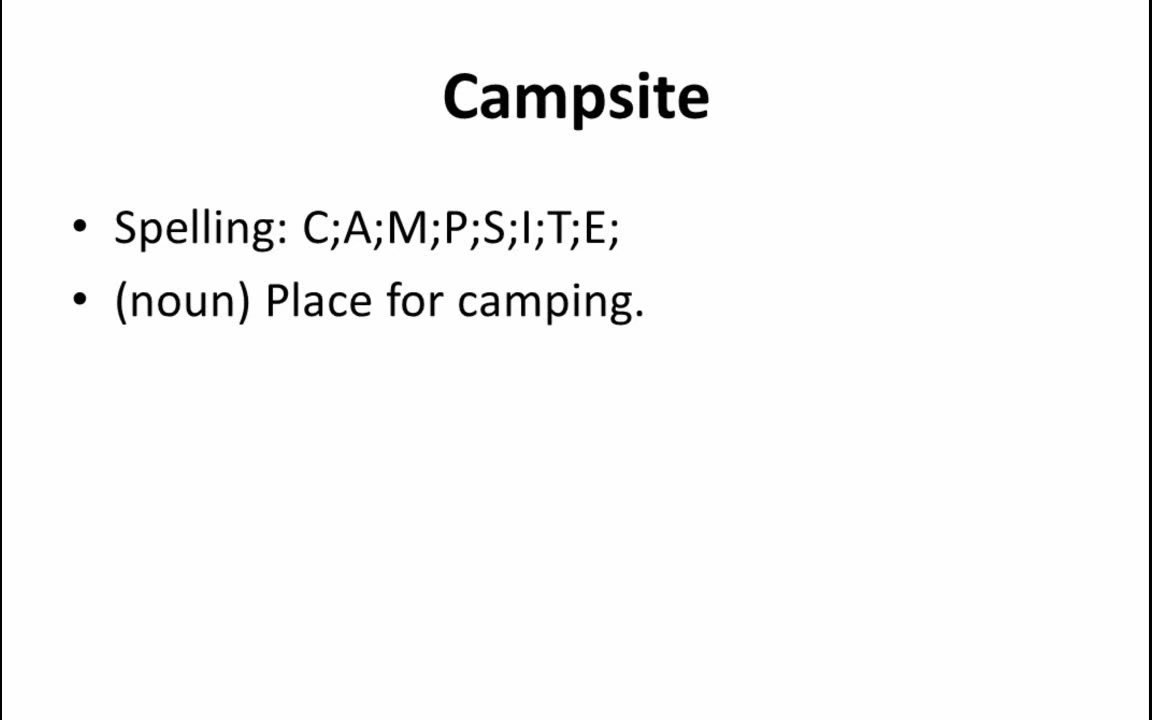 Campsite
• Spelling: C;A;M;P;S;I;T;E;
• (noun) Place for camping.